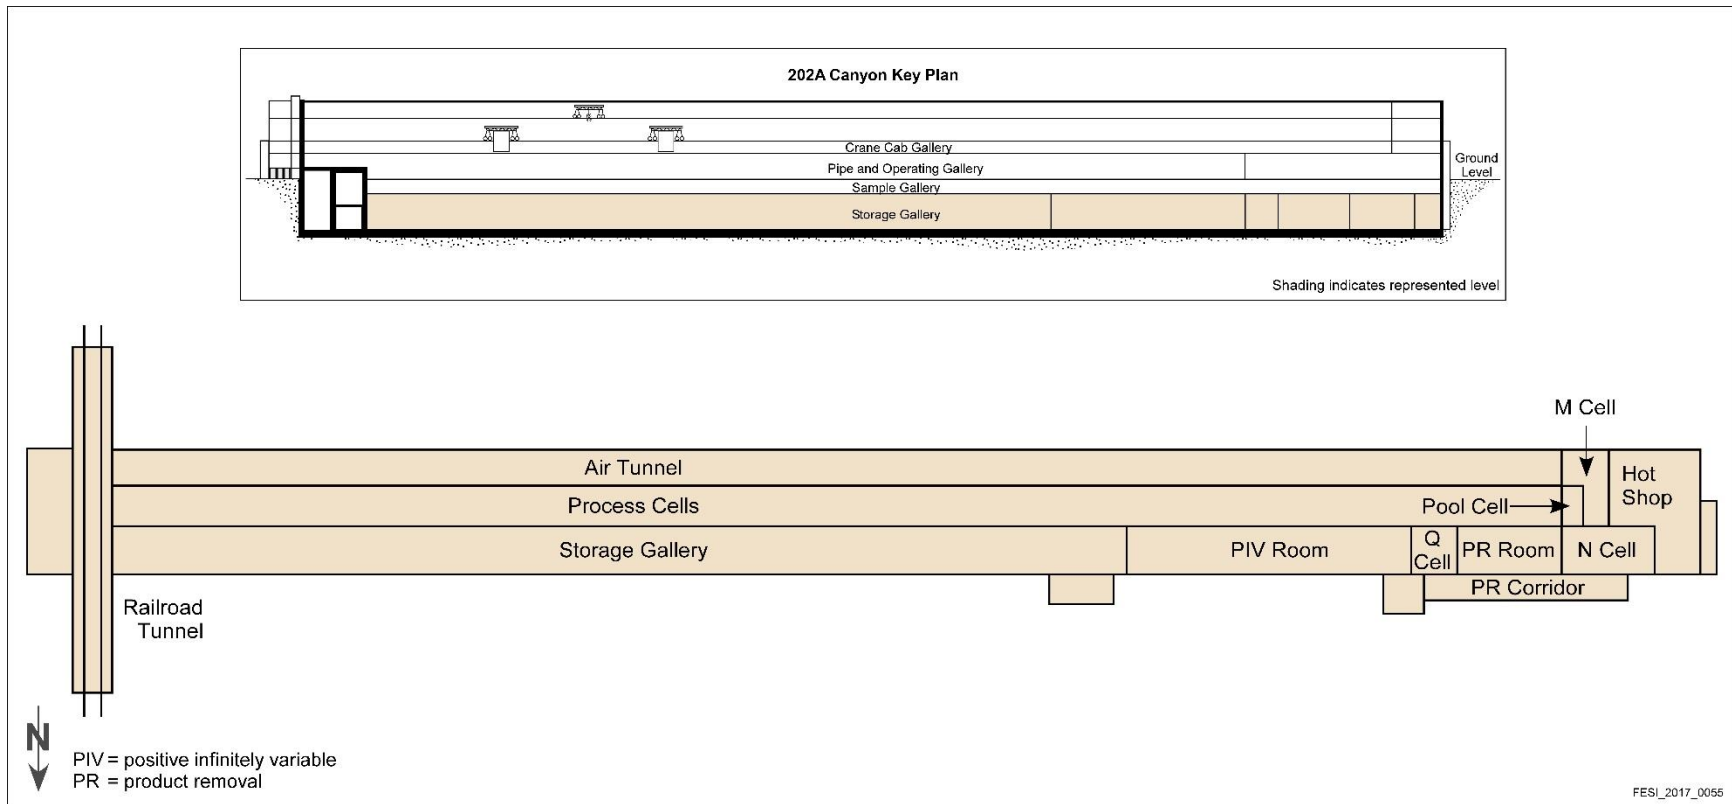 202A Canyon Key Plan
Crane Cab Gallery
Pipe and Operating Gallery
Sample Gallery
Storage Gallery
Ground
Level
Shading indicates represented level
M Cell
Air Tunnel
Hot
Shop
Process Cells
Pool Cell
Storage Gallery
PIV Room
Q
Cell
PR Room
N Cell
PR Corridor
Railroad
Tunnel
N
PIV = positive infinitely variable
PR = product removal
FESI_2017_0055